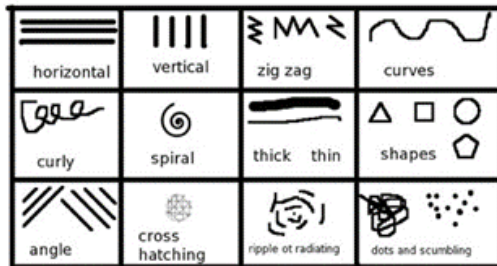 horizontal
vertical
zig zag
curves
curly
spiral
thick thin
shapes
angle
cross
hatching
ripple ot radiating
dots and scumbling